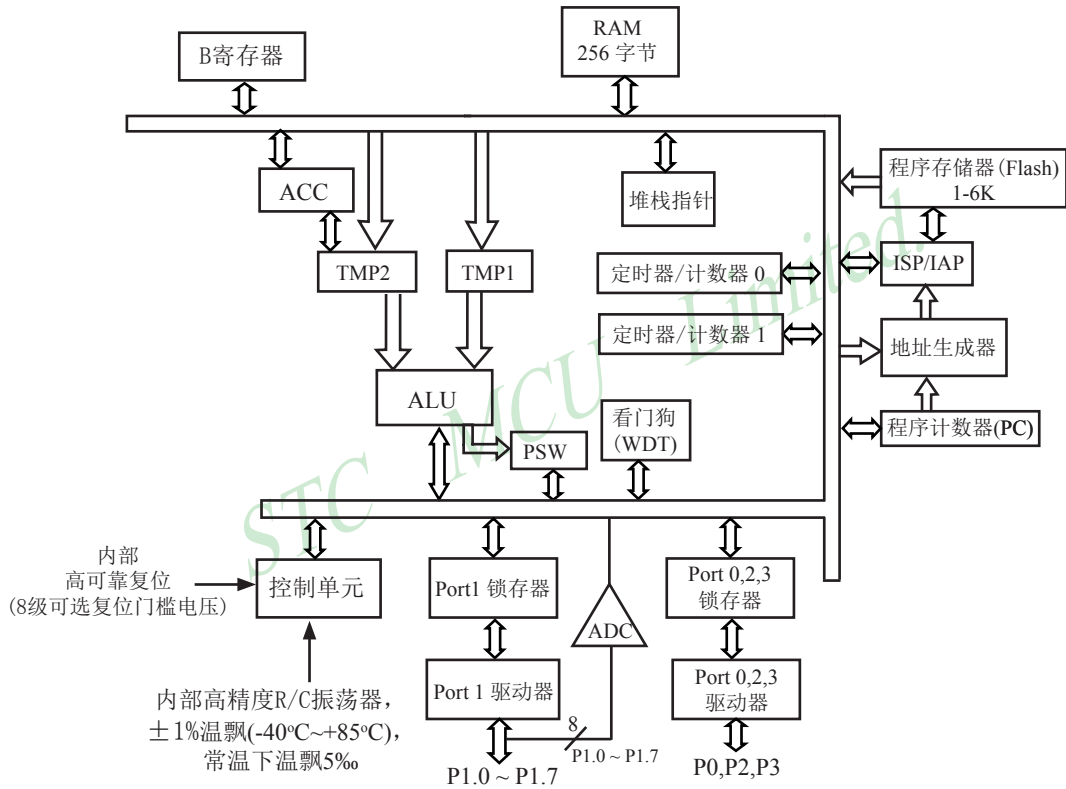 B寄存器
RAM
256 字节
ACC
堆栈指针
程序存储器(Flash)
1-6K
TMP2
TMP1
定时器/计数器 0
ISP/IAP
定时器/计数器 1
地址生成器
ALU
看门狗
(WDT)
PSW
程序计数器(PC)
STC MCU Limited.
内部
高可靠复位
(8级可选复位门槛电压)
控制单元
Port1 锁存器
ADC
Port 0,2,3
锁存器
内部高精度R/C振荡器，
±1%温飘(-40°C~+85°C)，
常温下温飘5‰
Port 1 驱动器
Port 0,2,3
驱动器
8
P1.0 ~ P1.7
P1.0 ~ P1.7
P0,P2,P3